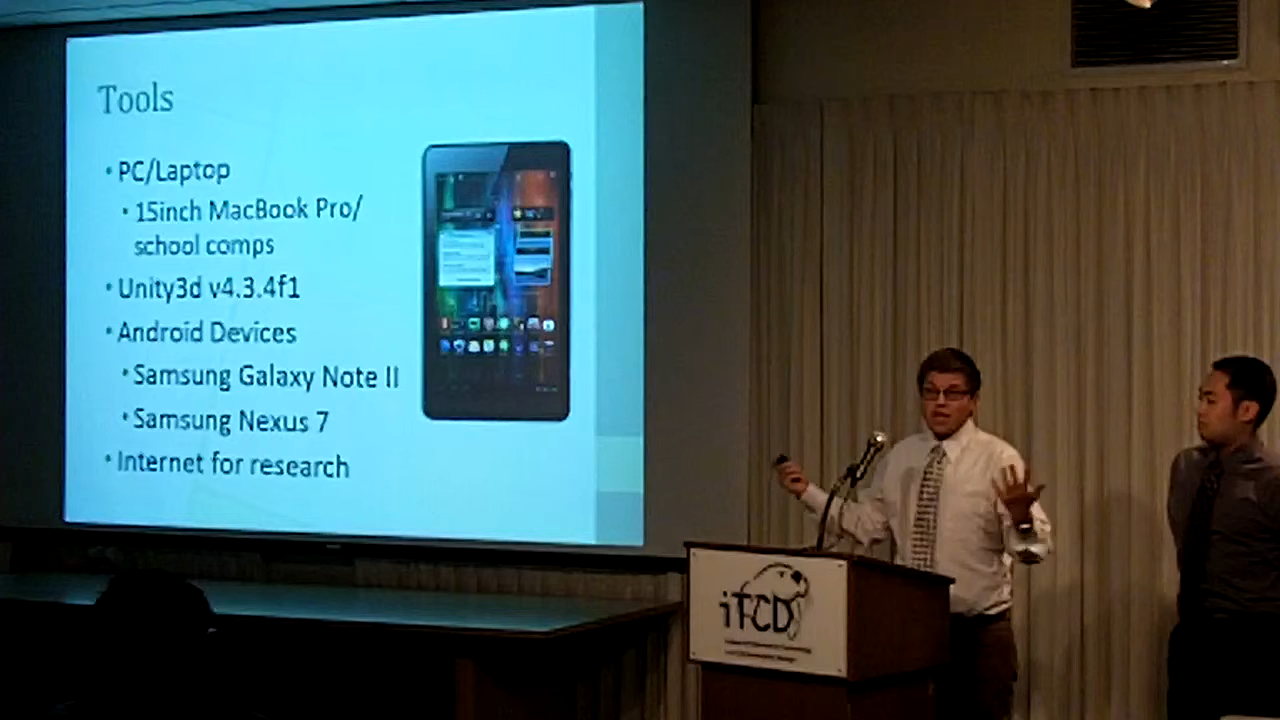 Tools
• PC/Laptop
• 15inch MacBook Pro/
school comps
• Unity3d v4.3.4f1
• Android Devices
• Samsung Galaxy Note II
• Samsung Nexus 7
• Internet for research
iTCD